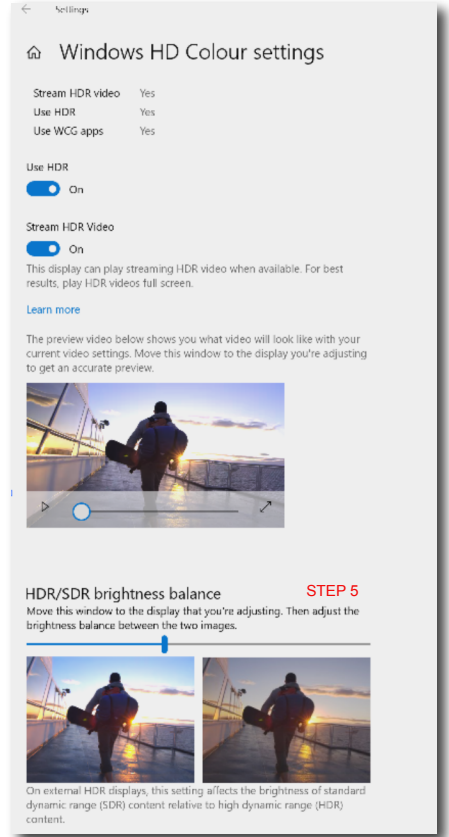 Settings
Windows HD Colour settings
Stream HDR video Yes
Use HDR Yes
Use WCG apps Yes
Use HDR
On
Stream HDR Video
On
This display can play streaming HDR video when available. For best
results, play HDR videos full screen.
Learn more
The preview video below shows you what video will look like with your
current video settings. Move this window to the display you're adjusting
to get an accurate preview.
HDR/SDR brightness balance STEP 5
Move this window to the display that you're adjusting. Then adjust the
brightness balance between the two images.
On external HDR displays, this setting affects the brightness of standard
dynamic range (SDR) content relative to high dynamic range (HDR)
content.